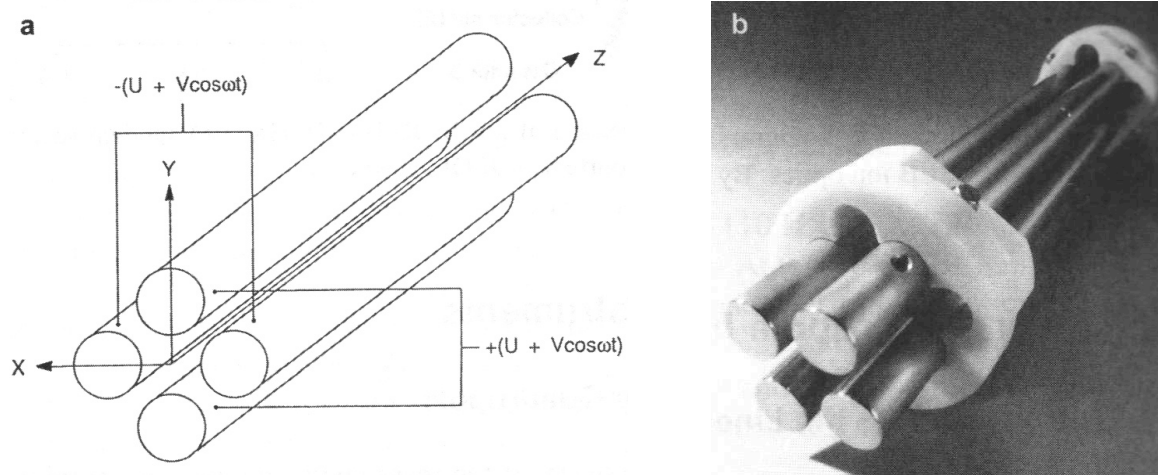 a
-(U + Vcosωt)
Y
Z
X
+(U + Vcosωt)
b